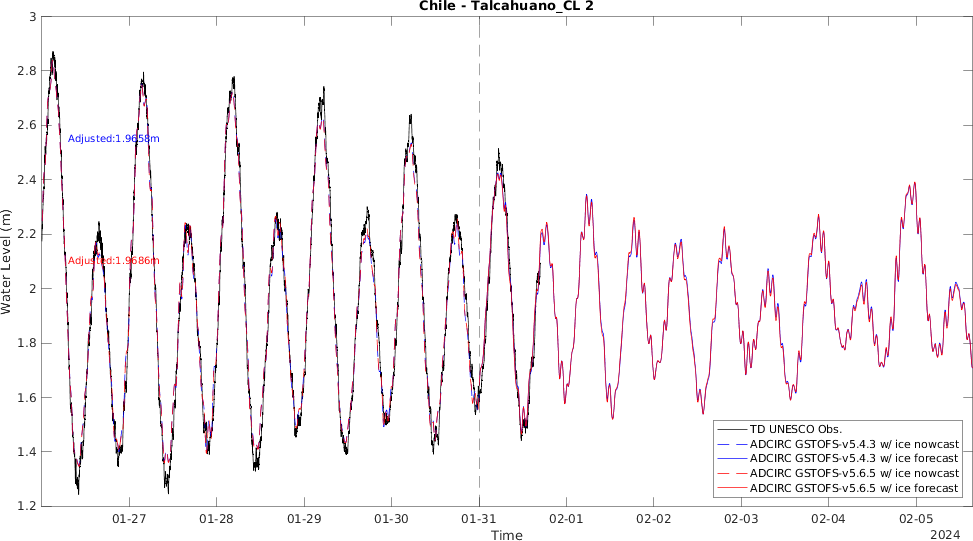 Chile - Talcahuano_CL 2
3
2.8
2.6
2.4
2.2
2
1.8
1.6
1.4
1.2
Water Level (m)
Adjusted:1.9658m
Adjusted:1.9686m
TD UNESCO Obs.
ADCIRC GSTOFS-v5.4.3 w/ ice nowcast
ADCIRC GSTOFS-v5.4.3 w/ ice forecast
ADCIRC GSTOFS-v5.6.5 w/ ice nowcast
ADCIRC GSTOFS-v5.6.5 w/ ice forecast
01-27 01-28 01-29 01-30 01-31 02-01 02-02 02-03 02-04 02-05
Time
2024